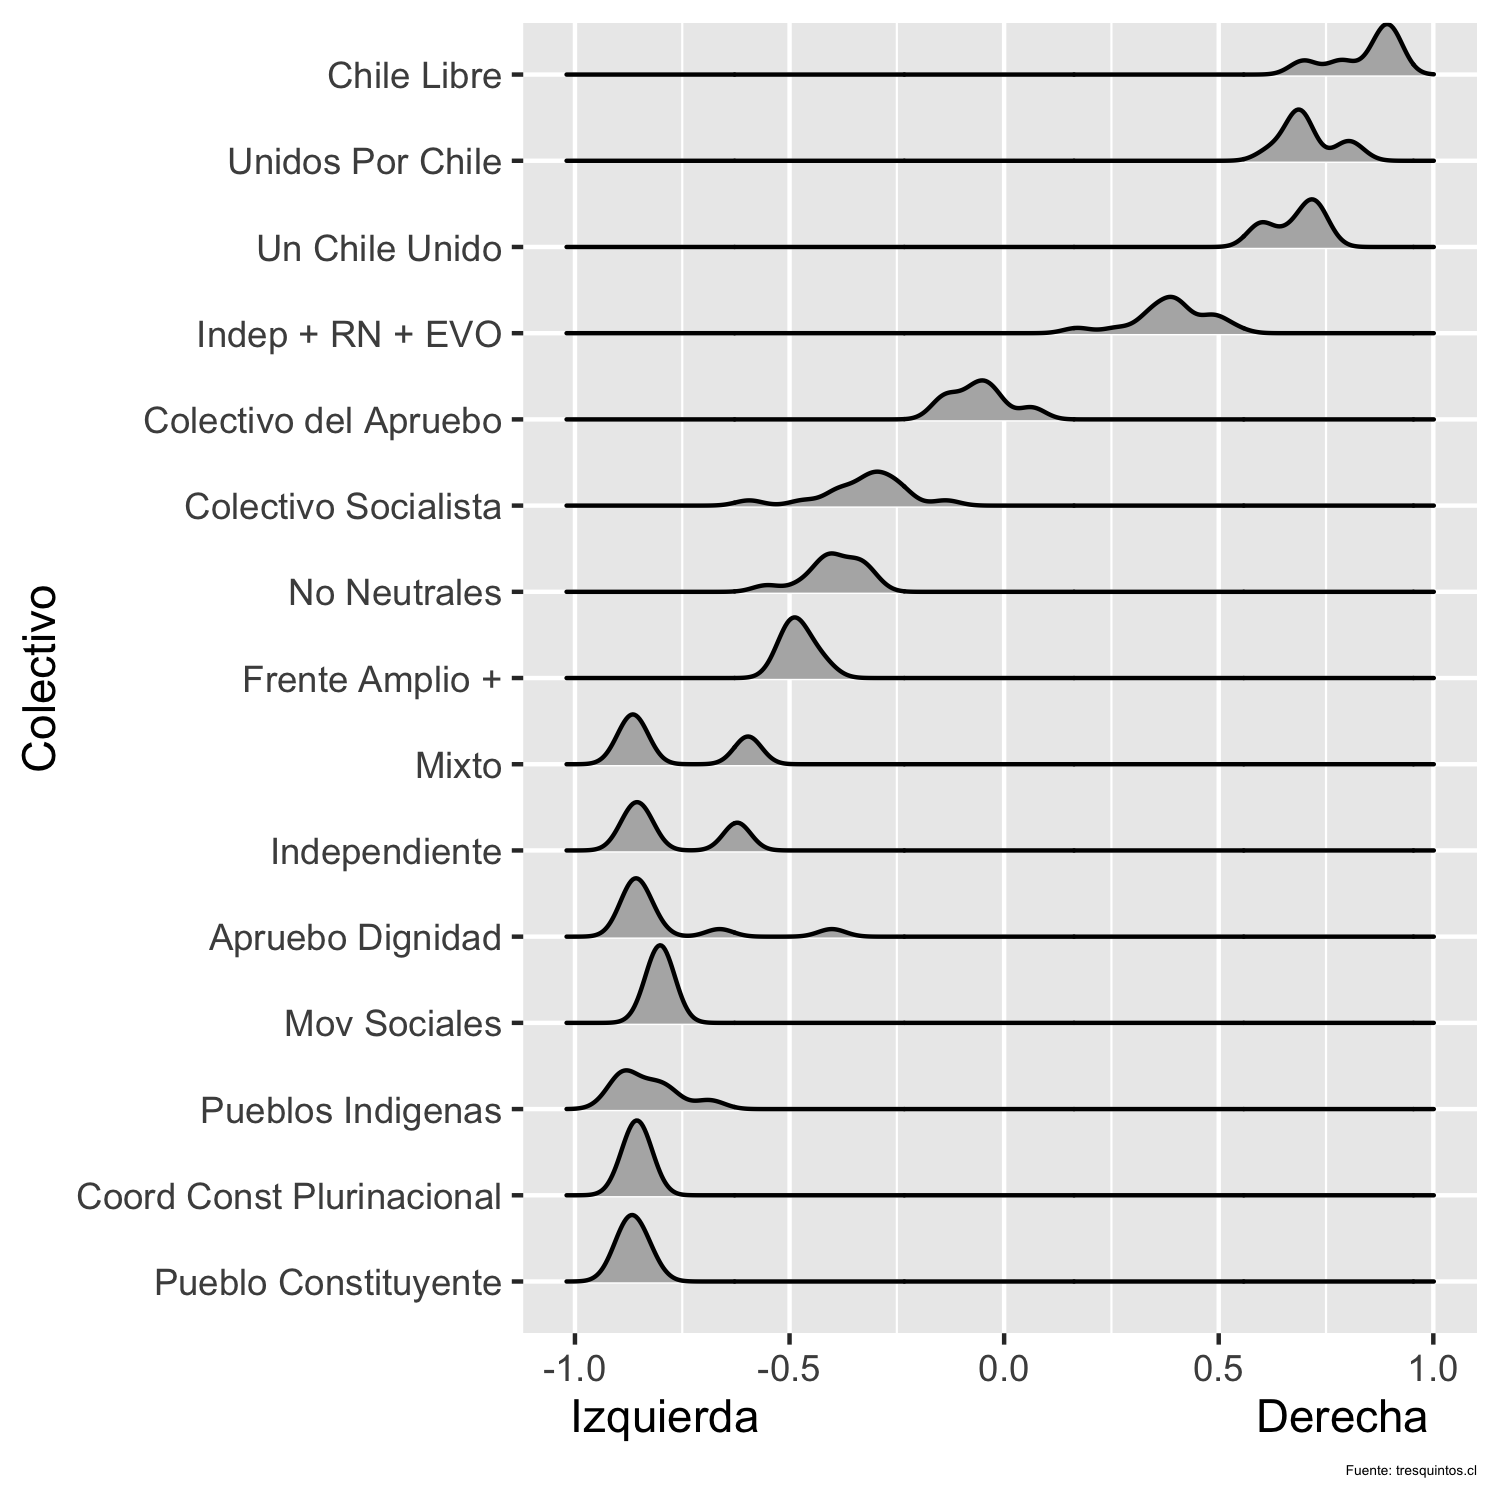 Chile Libre
Unidos Por Chile
Un Chile Unido
Indep + RN + EVO
Colectivo del Apruebo
Colectivo Socialista
No Neutrales
Frente Amplio +
Mixto
Independiente
Apruebo Dignidad
Mov Sociales
Pueblos Indigenas
Coord Const Plurinacional
Pueblo Constituyente
Colectivo
-1.0 -0.5 0.0 0.5 1.0
Izquierda Derecha
Fuente: tresquintos.cl